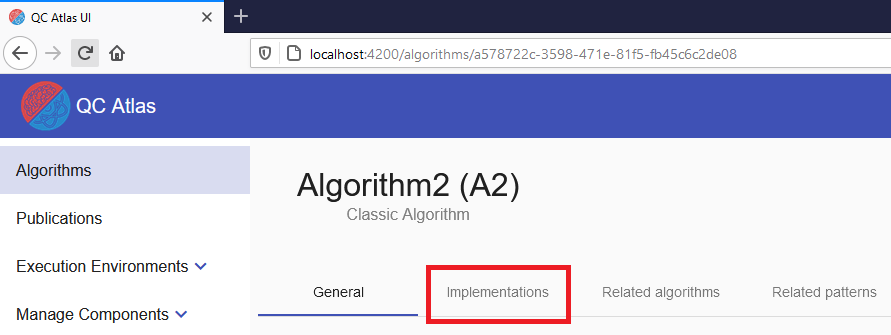 QC Atlas UI
localhost:4200/algorithms/a578722c-3598-471e-81f5-fb45c6c2de08
QC Atlas
Algorithms
Publications
Execution Environments
Manage Components
Algorithm2 (A2)
Classic Algorithm
General Implementations Related algorithms Related patterns